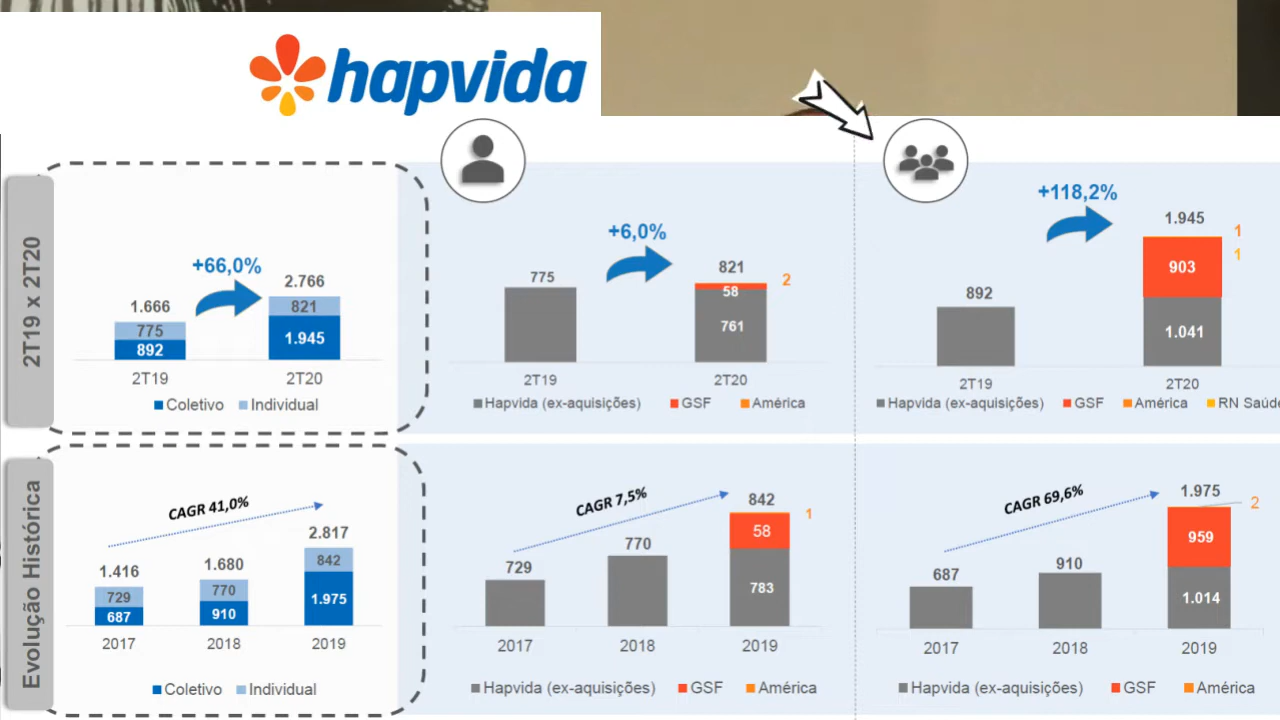 hapvida
2T19 x 2T20
+66,0%
2.766
1.666
821
775
1.945
892
2T19 2T20
Coletivo Individual
+6,0%
775 821
2
58
761
2T19 2T20
Hapvida (ex-aquisições) GSF América
+118,2%
1.945
1
1
903
892
1.041
2T19 2T20
Hapvida (ex-aquisições) GSF América RN Saúde
Evolução Histórica
CAGR 41,0%
2.817
1.680
1.416
842
770
729
1.975
910
687
2017 2018 2019
Coletivo Individual
CAGR 7,5%
842
1
770
58
729
783
2017 2018 2019
Hapvida (ex-aquisições) GSF América
CAGR 69,6%
1.975
2
959
910
687
1.014
2017 2018 2019
Hapvida (ex-aquisições) GSF América